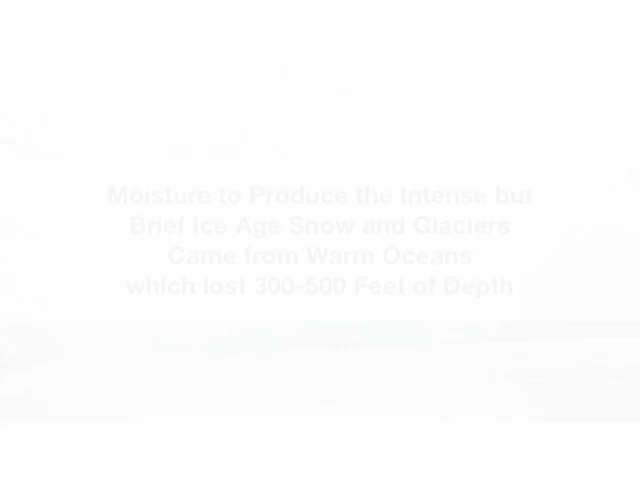 Moisture to Produce the Intense but
Brief Ice Age Snow and Glaciers
Came from Warm Oceans
which lost 300-500 Feet of Depth